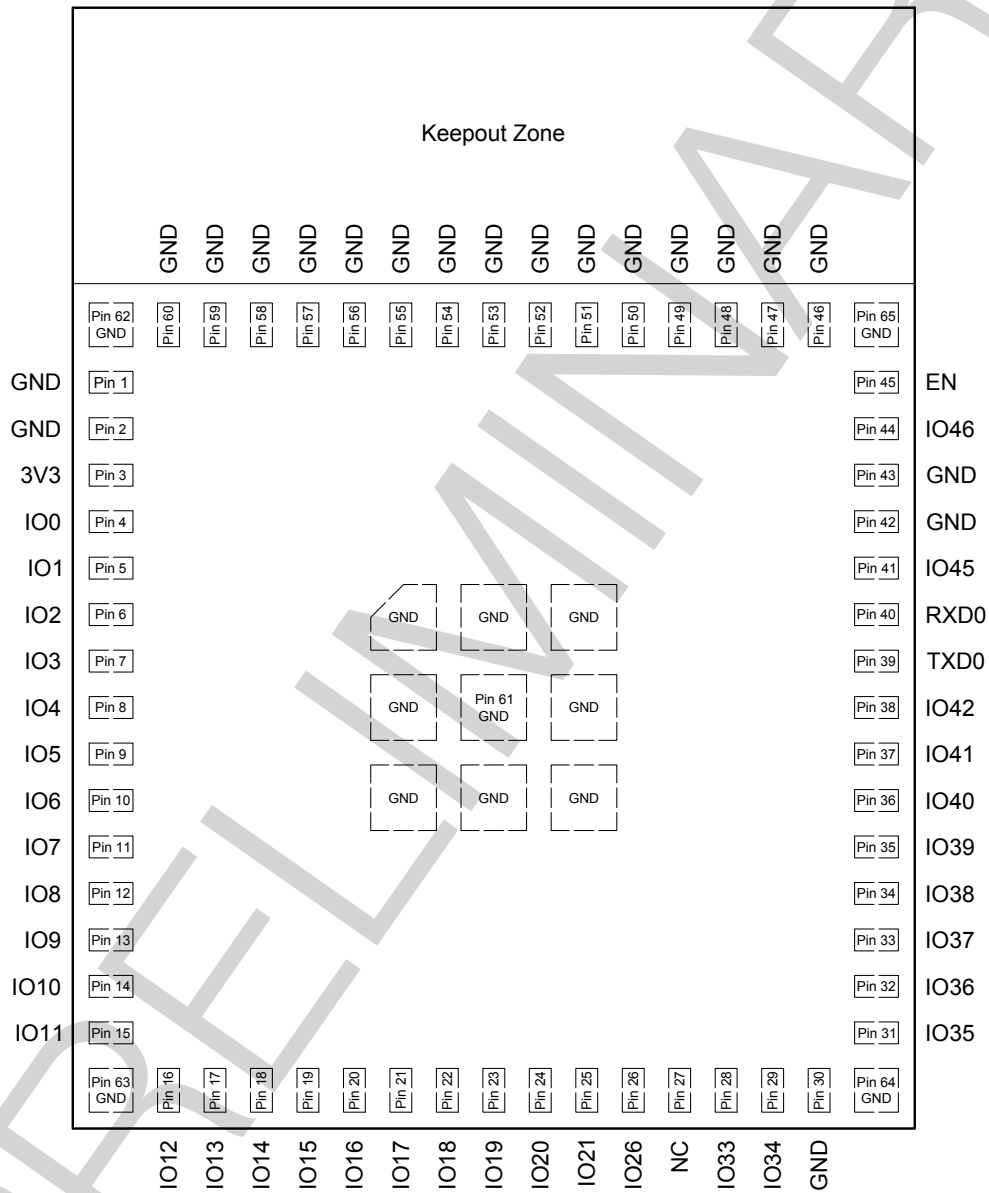 Keepout Zone
GND GND GND GND GND GND GND GND GND GND GND NC GND GND GND
Pin 62 GND
Pin 60 Pin 59 Pin 58 Pin 57 Pin 56 Pin 55 Pin 54 Pin 53 Pin 52 Pin 51 Pin 50 Pin 49 Pin 48 Pin 47 Pin 46
Pin 65 GND
GND Pin 1 Pin 45 EN
GND Pin 2 Pin 44 IO46
3V3 Pin 3 Pin 43 GND
IO0 Pin 4 Pin 42 GND
IO1 Pin 5 Pin 41 IO45
IO2 Pin 6 GND GND GND Pin 40 RXD0
IO3 Pin 7 Pin 39 TXD0
IO4 Pin 8 GND Pin 61 GND GND Pin 38 IO42
IO5 Pin 9 Pin 37 IO41
IO6 Pin 10 GND GND GND Pin 36 IO40
IO7 Pin 11 Pin 35 IO39
IO8 Pin 12 Pin 34 IO38
IO9 Pin 13 Pin 33 IO37
IO10 Pin 14 Pin 32 IO36
IO11 Pin 15 Pin 31 IO35
Pin 63 GND
Pin 16 Pin 17 Pin 18 Pin 19 Pin 20 Pin 21 Pin 22 Pin 23 Pin 24 Pin 25 Pin 26 Pin 27 Pin 28 Pin 29 Pin 30
Pin 64 GND
IO12 IO13 IO14 IO15 IO16 IO17 IO18 IO19 IO20 IO21 IO26 NC IO33 IO34 GND